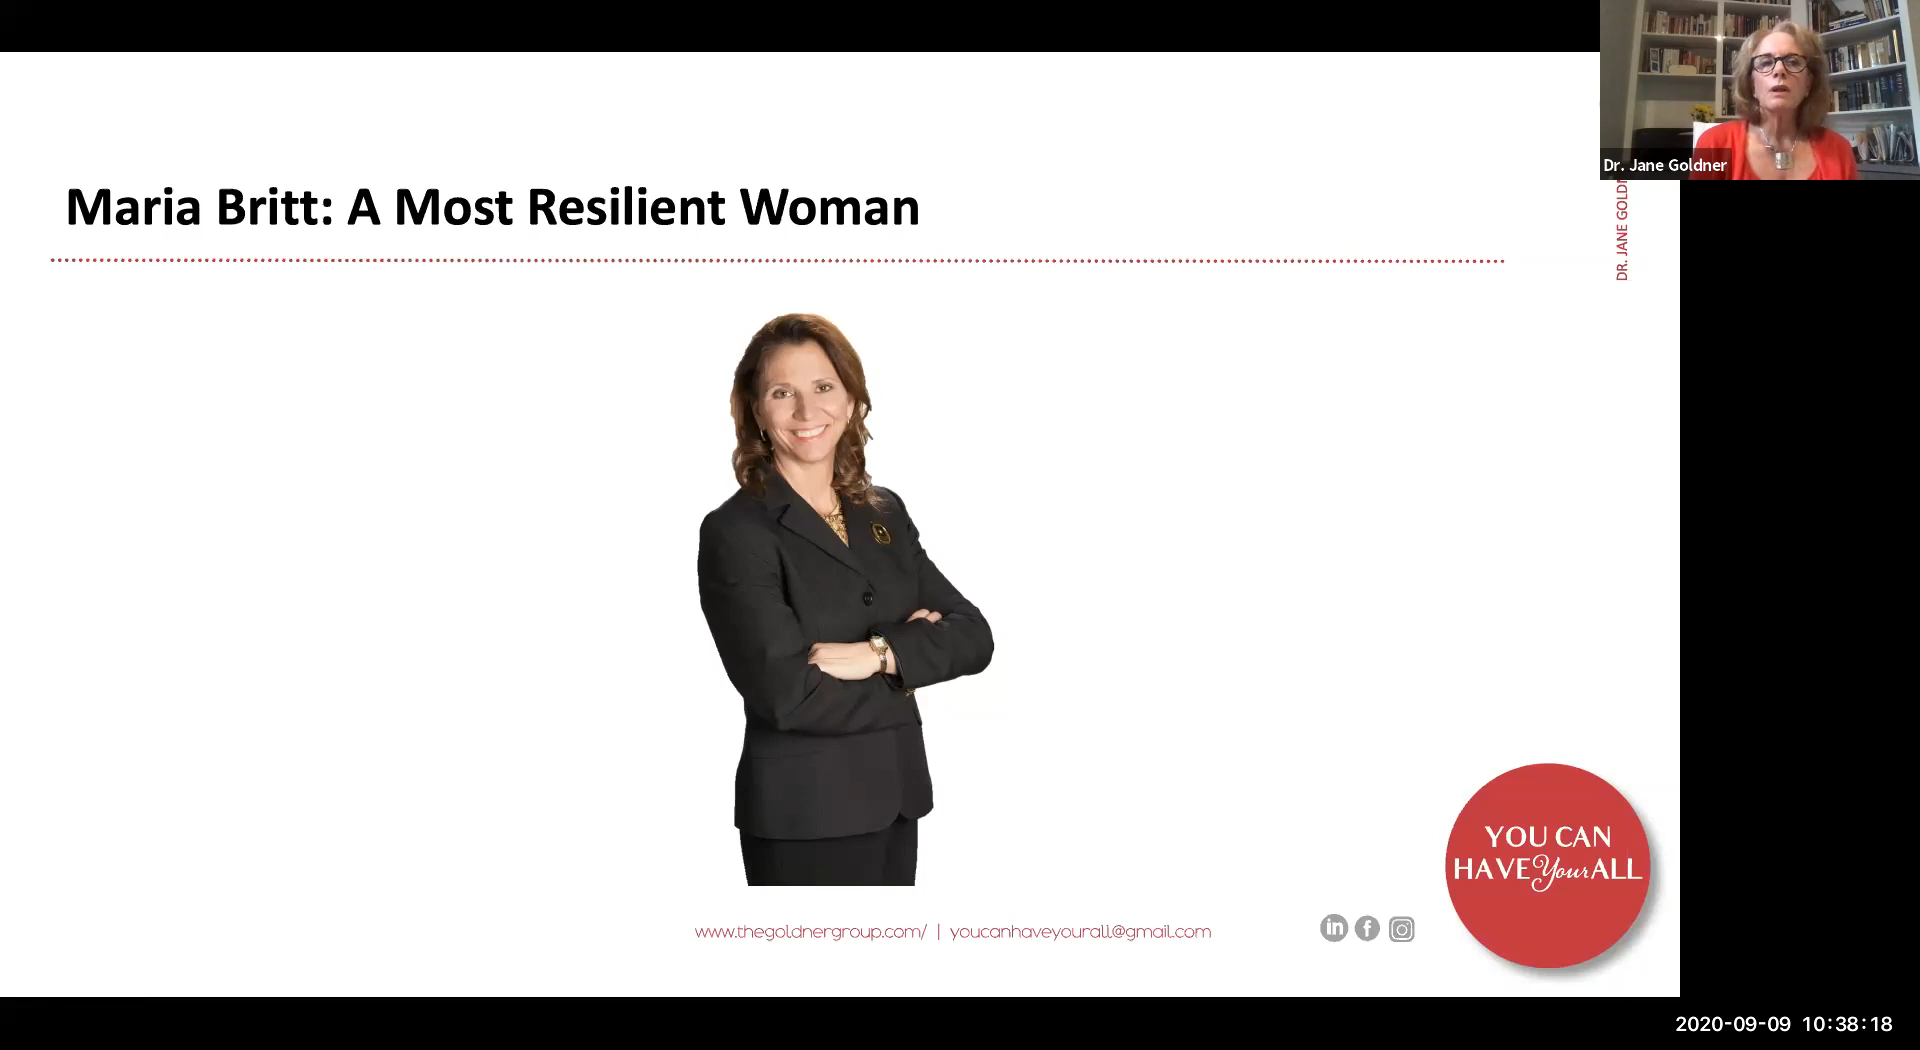 Dr. Jane Goldner
Maria Britt: A Most Resilient Woman
DR. JANE GOLD
YOU CAN
HAVE Your ALL
www.thegoldnergroup.com/ | youcanhaveyourall@gmail.com
in f
2020-09-09 10:38:18